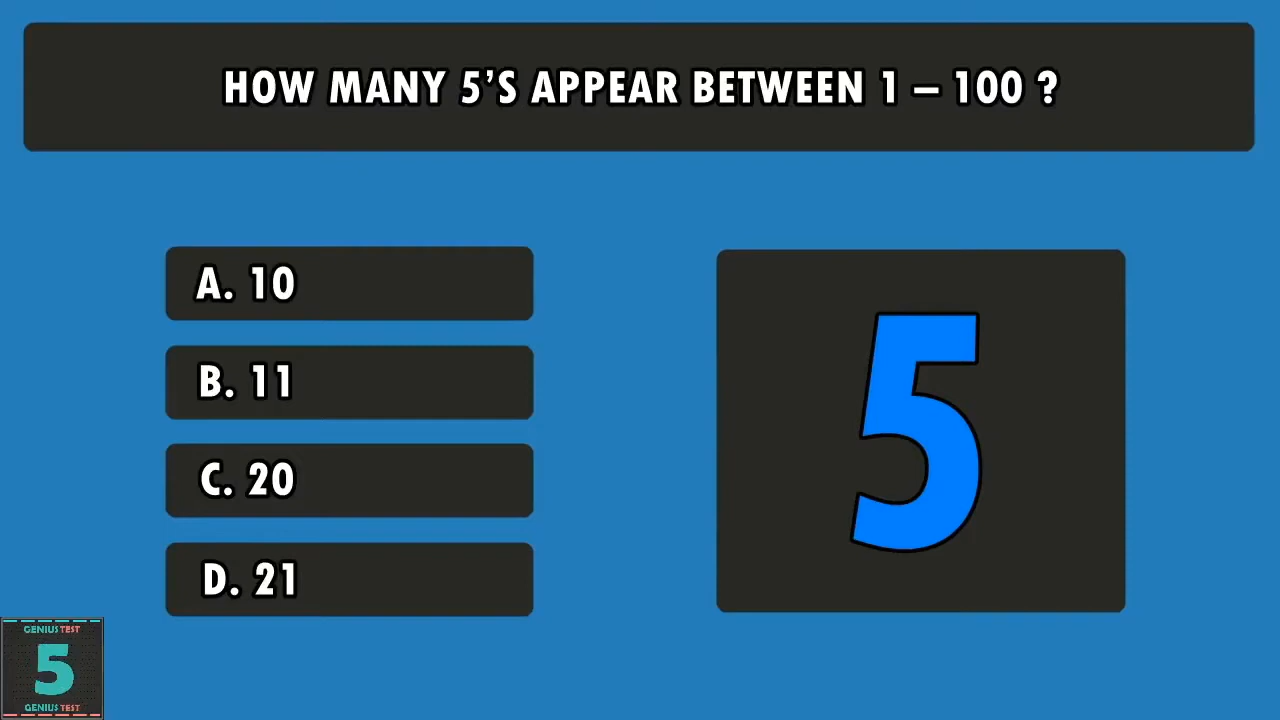 HOW MANY 5’S APPEAR BETWEEN 1 – 100 ?
A. 10
B. 11
C. 20
D. 21
5
GENIUS TEST
5
GENIUS TEST